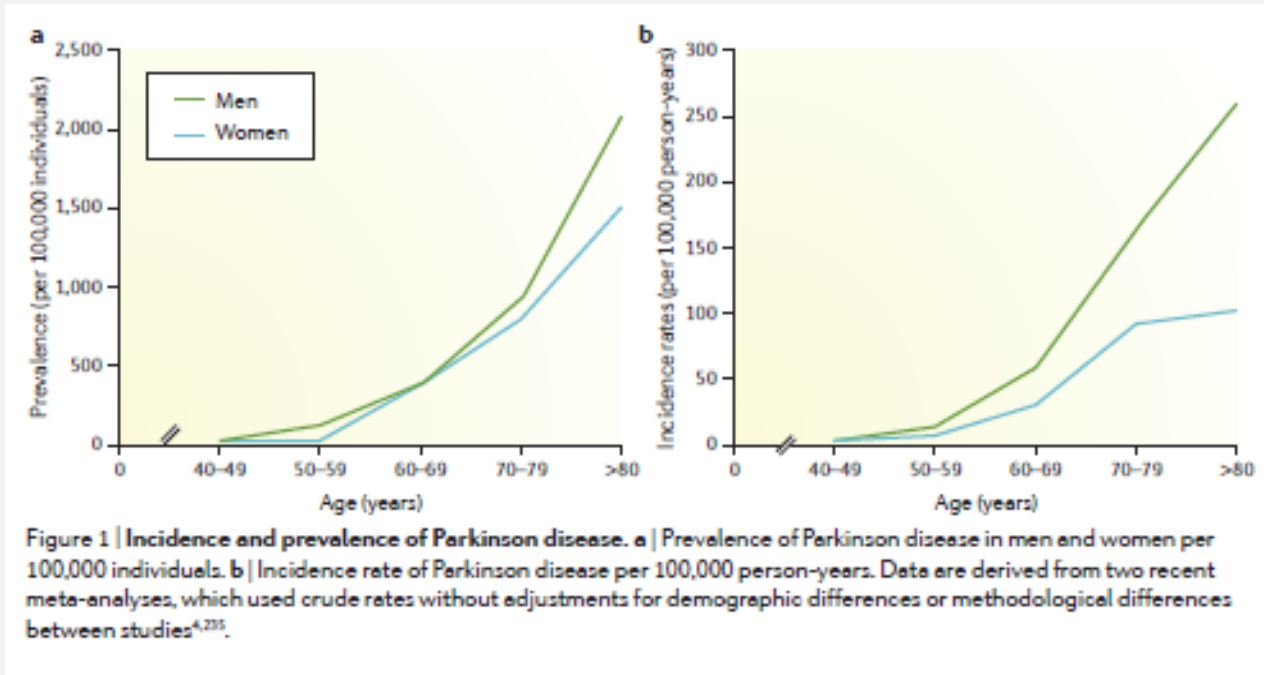 a
2,500
2,000
1,500
1,000
500
0
Prevalence (per 100,000 individuals)
Men
Women
0
40–49
50–59
60–69
70–79
>80
Age (years)
b
300
250
200
150
100
50
0
Incidence rates (per 100,000 person-years)
0
40–49
50–59
60–69
70–79
>80
Age (years)
Figure 1 | Incidence and prevalence of Parkinson disease. a | Prevalence of Parkinson disease in men and women per
100,000 individuals. b | Incidence rate of Parkinson disease per 100,000 person-years. Data are derived from two recent
meta-analyses, which used crude rates without adjustments for demographic differences or methodological differences
between studies4,235.